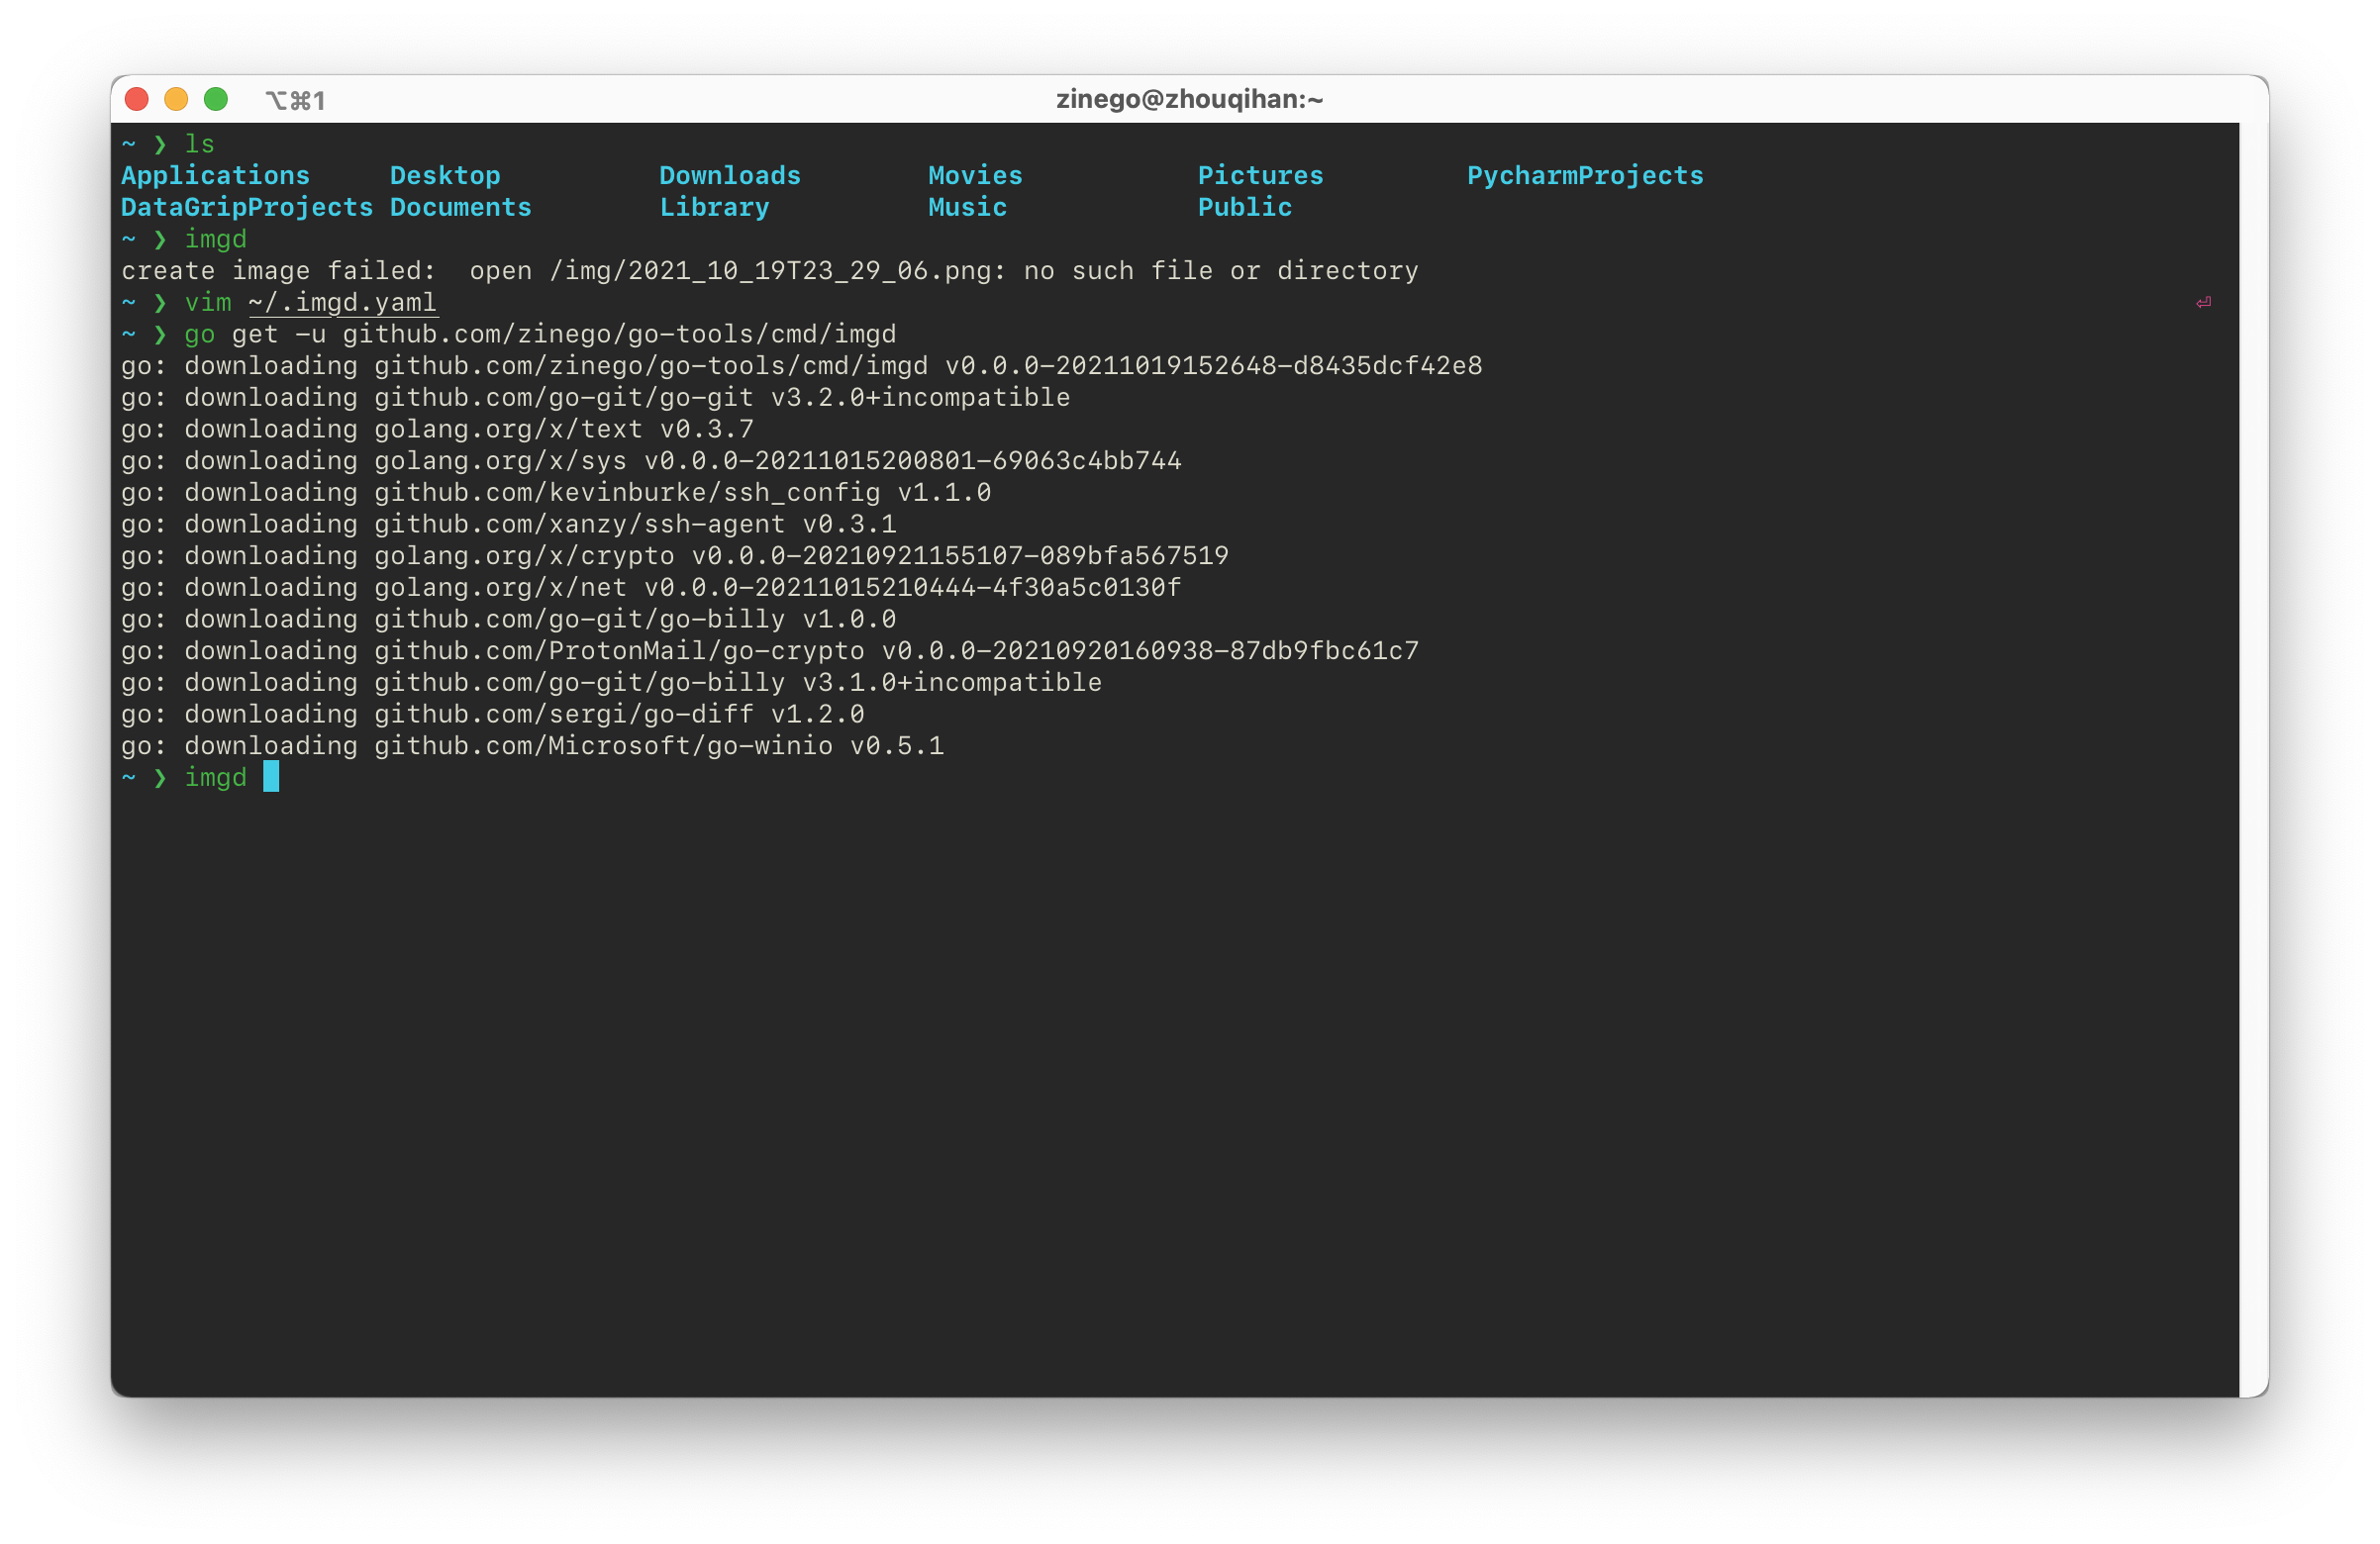 ⌥⌘1 zinego@zhouqihan:~
~ ❯ ls
Applications Desktop Downloads Movies Pictures PycharmProjects
DataGripProjects Documents Library Music Public
~ ❯ imgd
create image failed:  open /img/2021_10_19T23_29_06.png: no such file or directory
~ ❯ vim ~/.imgd.yaml ⏎
~ ❯ go get -u github.com/zinego/go-tools/cmd/imgd
go: downloading github.com/zinego/go-tools/cmd/imgd v0.0.0-20211019152648-d8435dcf42e8
go: downloading github.com/go-git/go-git v3.2.0+incompatible
go: downloading golang.org/x/text v0.3.7
go: downloading golang.org/x/sys v0.0.0-20211015200801-69063c4bb744
go: downloading github.com/kevinburke/ssh_config v1.1.0
go: downloading github.com/xanzy/ssh-agent v0.3.1
go: downloading golang.org/x/crypto v0.0.0-20210921155107-089bfa567519
go: downloading golang.org/x/net v0.0.0-20211015210444-4f30a5c0130f
go: downloading github.com/go-git/go-billy v1.0.0
go: downloading github.com/ProtonMail/go-crypto v0.0.0-20210920160938-87db9fbc61c7
go: downloading github.com/go-git/go-billy v3.1.0+incompatible
go: downloading github.com/sergi/go-diff v1.2.0
go: downloading github.com/Microsoft/go-winio v0.5.1
~ ❯ imgd